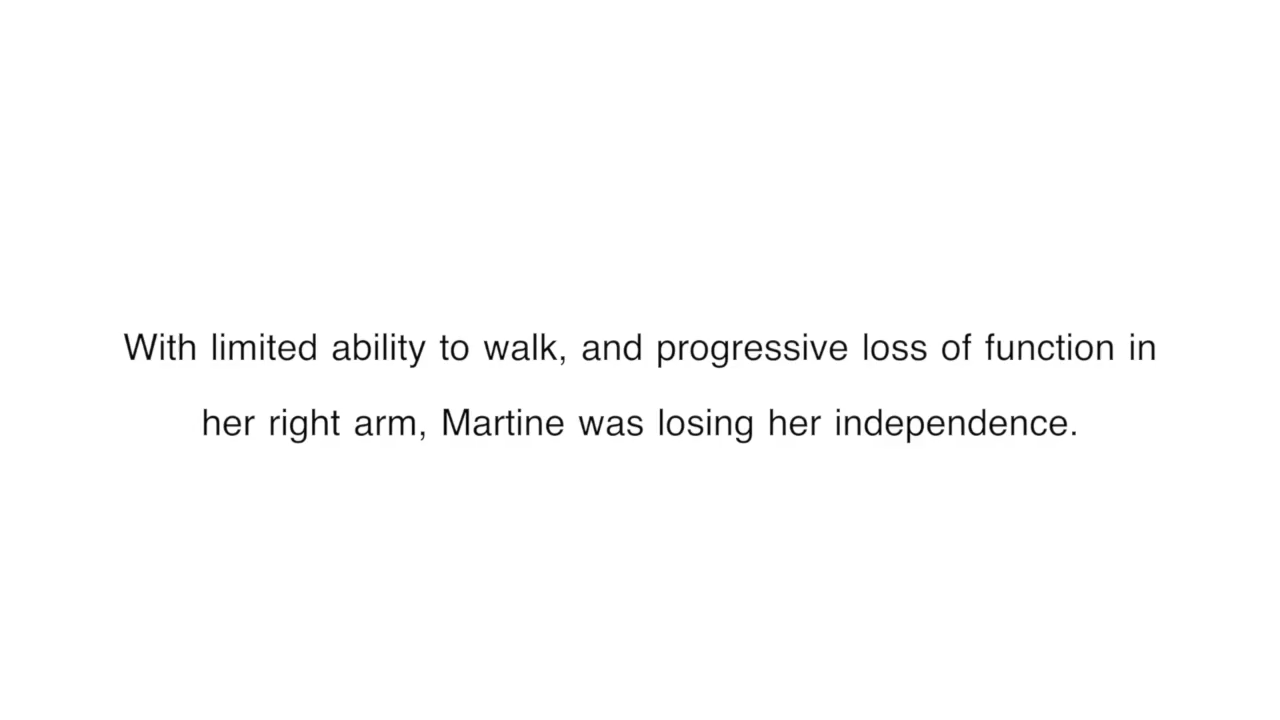 With limited ability to walk, and progressive loss of function in
her right arm, Martine was losing her independence.